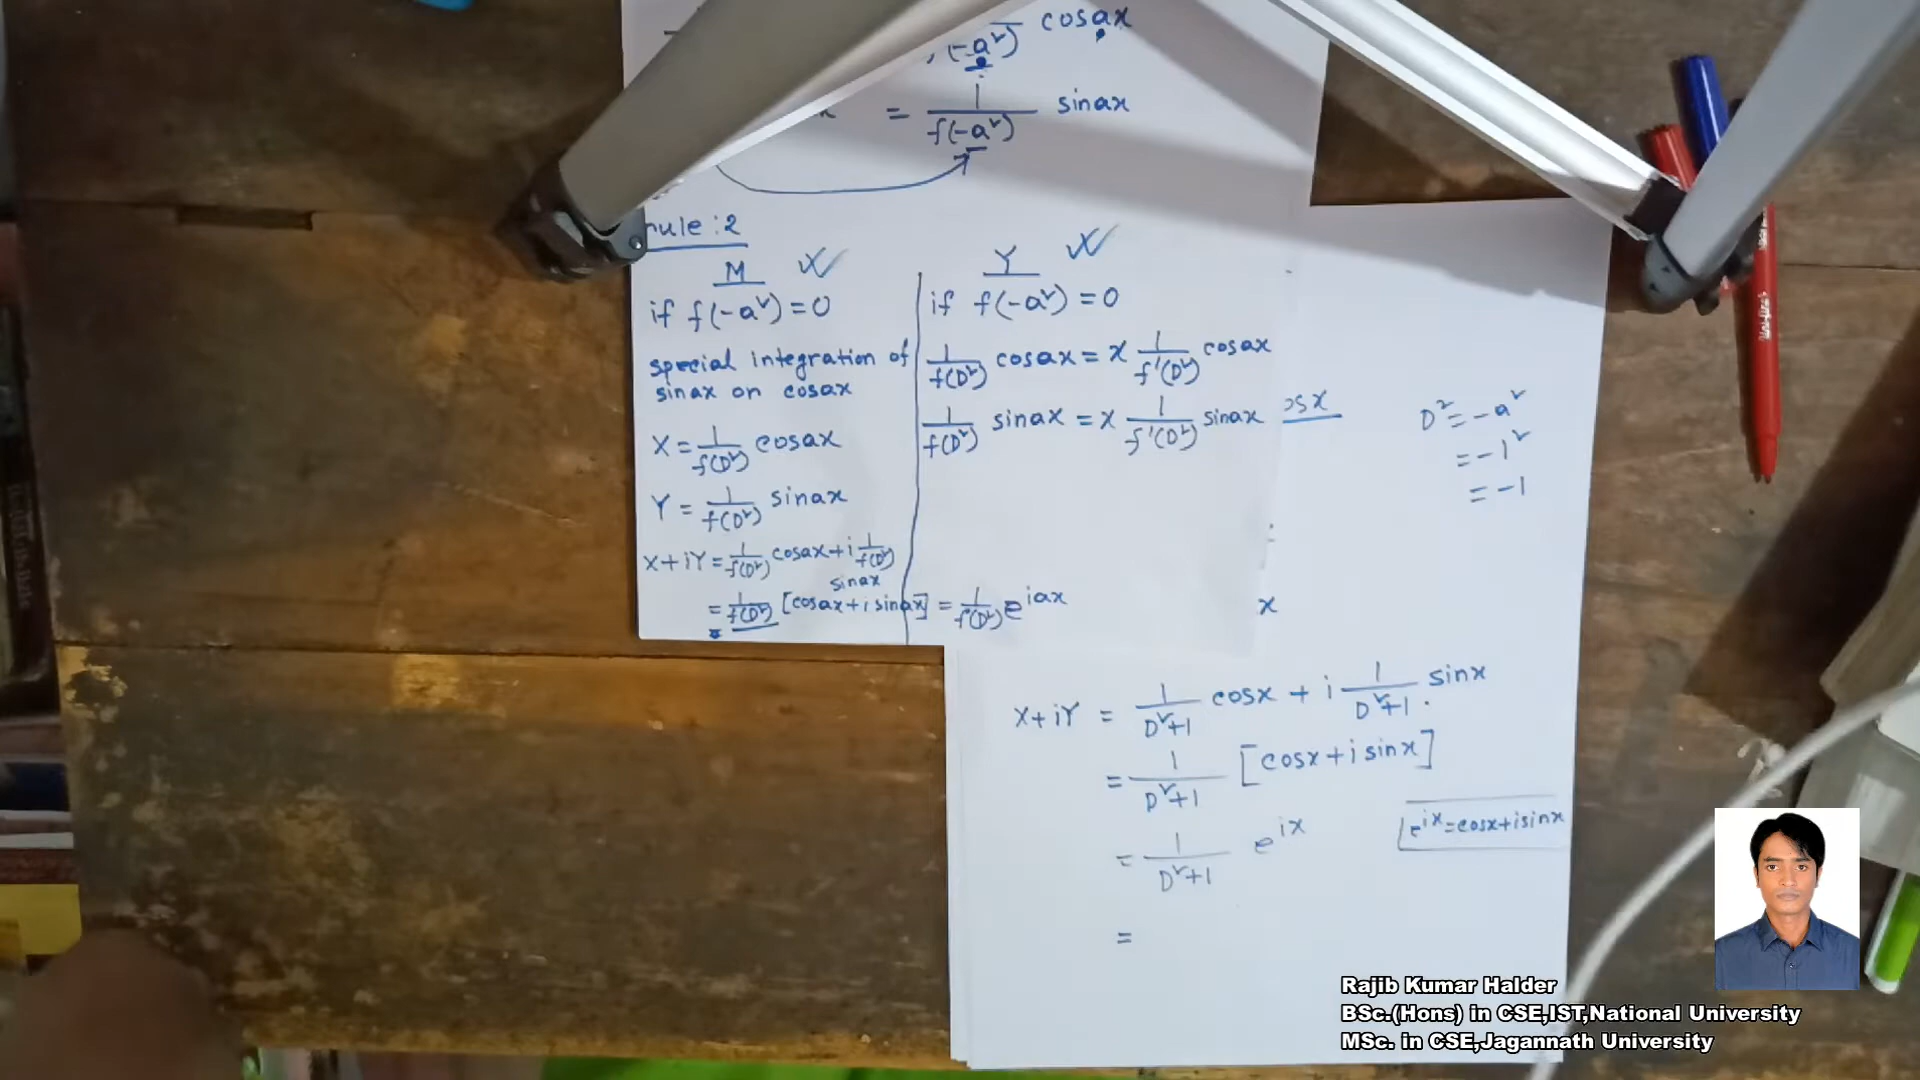 (-a²) cosax
= 1/f(-a²) sinax
rule:2
M
if f(-a²)=0
special integration of
sinax or cosax
X = 1/f(D²) cosax
Y = 1/f(D²) sinax
X+iY = 1/f(D²) cosax + i 1/f(D²)
sinax
= 1/f(D²) [cosax+i sinax] = 1/f(D²) e^iax
Y
if f(-a²) = 0
1/f(D²) cosax = x 1/f'(D²) cosax
1/f(D²) sinax = x 1/f'(D²) sinax
osx
D² = -a²
= -1²
= -1
x
X+iY = 1/D²+1 cosx + i 1/D²+1 . sinx
= 1/D²+1 [cosx+i sinx]
= 1/D²+1 e^ix
e^ix=cosx+isinx
=
Rajib Kumar Halder
BSc.(Hons) in CSE,IST,National University
MSc. in CSE,Jagannath University